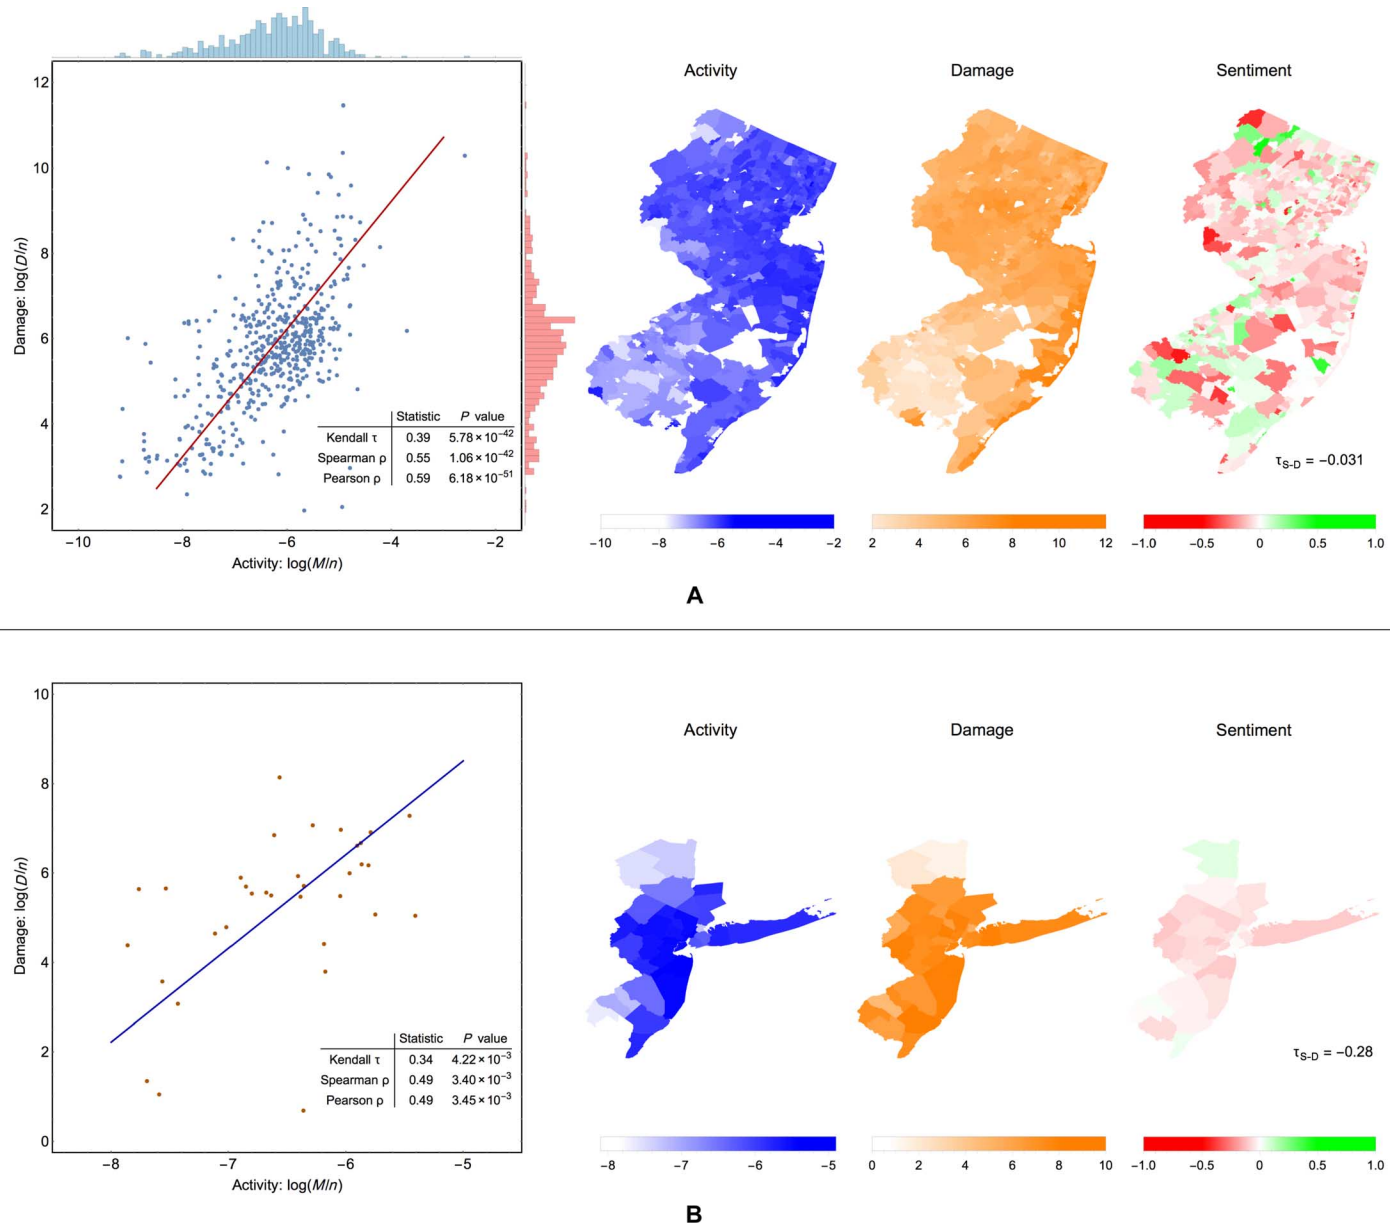 Activity
Damage
Sentiment
12
10
8
6
4
2
Damage: log(D/n)
Statistic P value
Kendall τ 0.39 5.78 × 10⁻⁴²
Spearman ρ 0.55 1.06 × 10⁻⁴²
Pearson ρ 0.59 6.18 × 10⁻⁵¹
−10 −8 −6 −4 −2
Activity: log(M/n)
τS-D = −0.031
−10 −8 −6 −4 −2
2 4 6 8 10 12
−1.0 −0.5 0 0.5 1.0
A
Activity
Damage
Sentiment
10
8
6
4
2
0
Damage: log(D/n)
Statistic P value
Kendall τ 0.34 4.22 × 10⁻³
Spearman ρ 0.49 3.40 × 10⁻³
Pearson ρ 0.49 3.45 × 10⁻³
−8 −7 −6 −5
Activity: log(M/n)
τS-D = −0.28
−8 −7 −6 −5
0 2 4 6 8 10
−1.0 −0.5 0 0.5 1.0
B